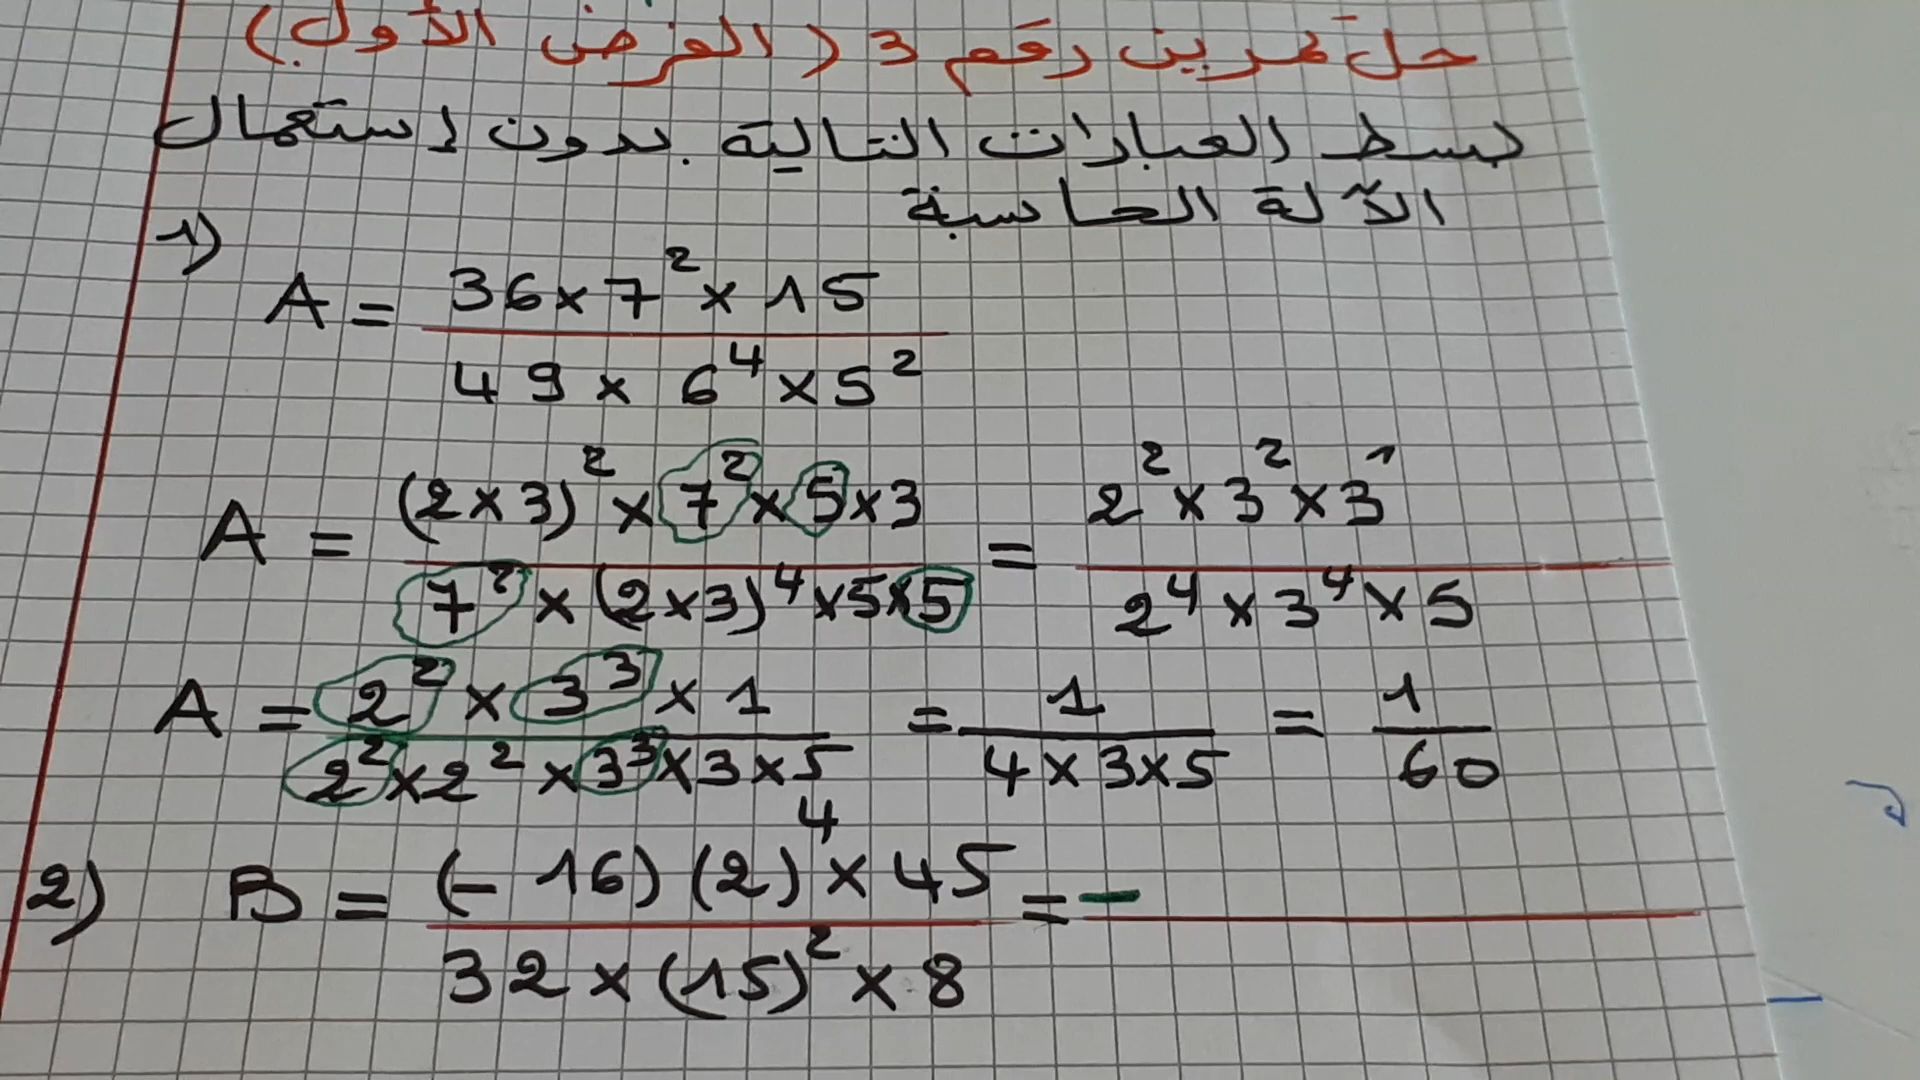 حل تمرين رقم 3 (الفرض الأول)
بسط العبارات التالية بدون إستعمال
الآلة الحاسبة
1)
A = (36 × 7² × 15) / (49 × 6⁴ × 5²)
A = ((2 × 3)² × 7² × 5 × 3) / (7² × (2 × 3)⁴ × 5 × 5) = (2² × 3² × 3¹) / (2⁴ × 3⁴ × 5)
A = (2² × 3³ × 1) / (2² × 2² × 3³ × 3 × 5) = 1 / (4 × 3 × 5) = 1 / 60
2) B = ((- 16) (2)⁴ × 45) / (32 × (15)² × 8) = -